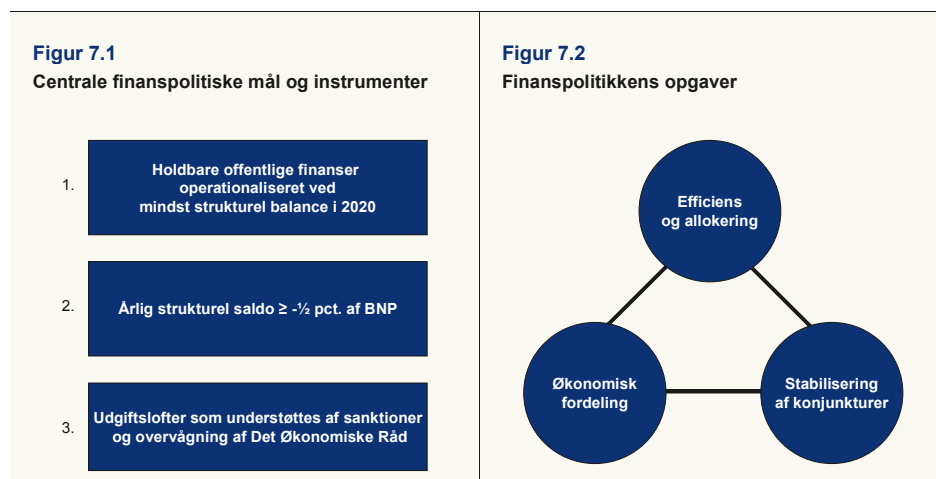 Figur 7.1
Centrale finanspolitiske mål og instrumenter
1.
Holdbare offentlige finanser
operationaliseret ved
mindst strukturel balance i 2020
2.
Årlig strukturel saldo ≥ -½ pct. af BNP
3.
Udgiftslofter som understøttes af sanktioner
og overvågning af Det Økonomiske Råd
Figur 7.2
Finanspolitikkens opgaver
Efficiens
og allokering
Økonomisk
fordeling
Stabilisering
af konjunkturer